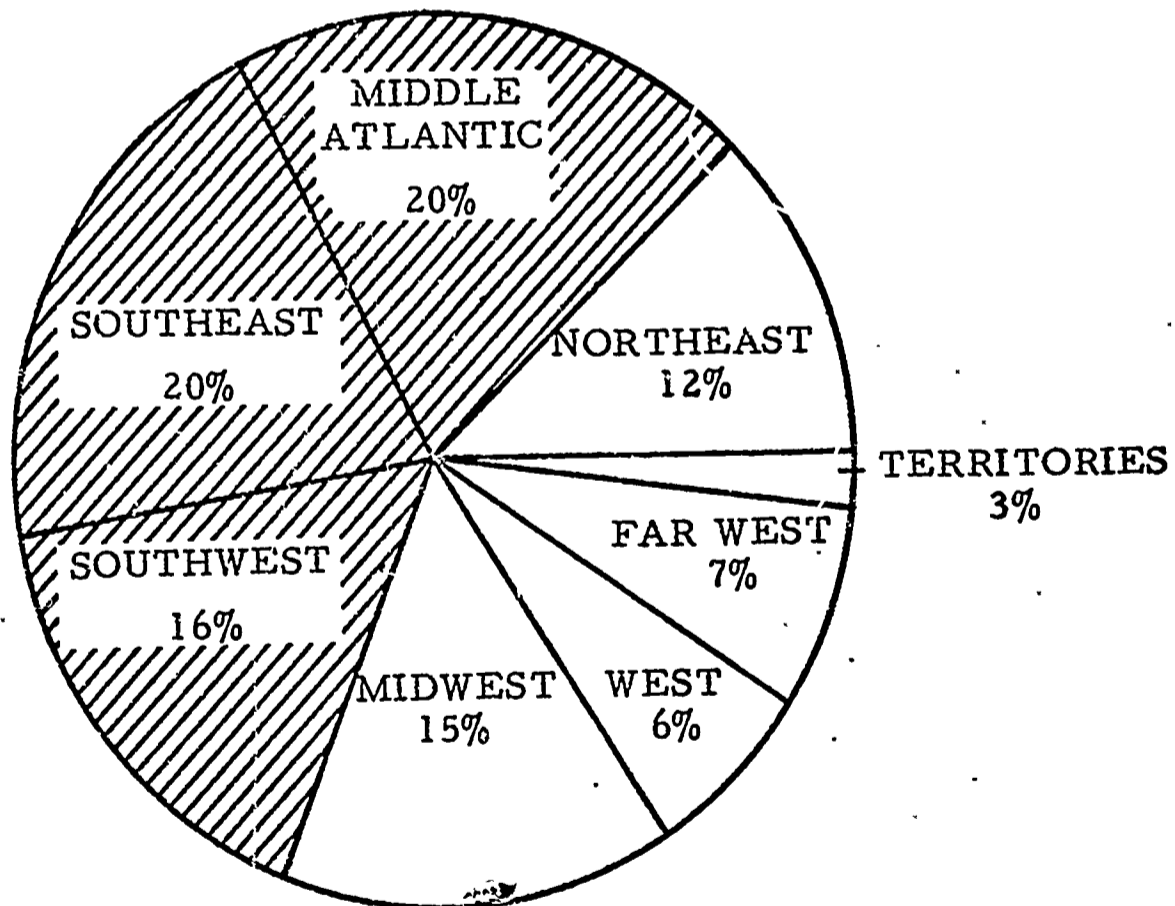 MIDDLE
ATLANTIC
20%
SOUTHEAST
20%
NORTHEAST
12%
TERRITORIES
3%
FAR WEST
7%
SOUTHWEST
16%
MIDWEST
15%
WEST
6%